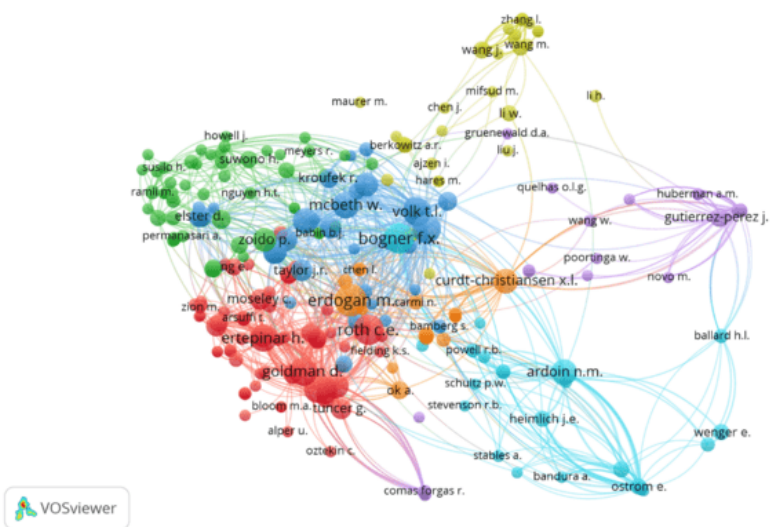 zhang l.
wang j.
wang m.
mifsud m.
li h.
maurer m.
chen j.
li w.
gruenewald d.a.
howell j.
berkowitz a.r.
liu j.
meyers r.
susilo h.
suwono h.
ajzen i.
kroufek r.
hares m.
ramli m.
nguyen h.t.
quelhas o.l.g.
huberman a.m.
mcbeth w.
elster d.
volk t.l.
gutierrez-perez j.
wang w.
babin b.j.
permanasari a.
zoido p.
bogner f.x.
poortinga w.
ng e.
taylor j.r.
chen l.
novo m.
curdt-christiansen x.l.
moseley c.
erdogan m.
carmi n.
zion m.
arsuffi t.
bamberg s.
roth c.e.
ertepinar h.
ballard h.l.
fielding k.s.
powell r.b.
goldman d.
ardoin n.m.
schultz p.w.
ok a.
bloom m.a.
tuncer g.
stevenson r.b.
heimlich j.e.
alper u.
wenger e.
oztekin c.
stables a.
bandura a.
ostrom e.
comas forgas r.
VOSviewer